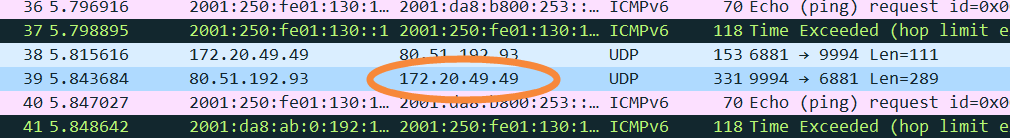 36 5.796916 2001:250:fe01:130:1… 2001:da8:b800:253::… ICMPv6 70 Echo (ping) request id=0x0
37 5.798895 2001:250:fe01:130::1 2001:250:fe01:130:1… ICMPv6 118 Time Exceeded (hop limit e
38 5.815616 172.20.49.49 80.51.192.93 UDP 153 6881 → 9994 Len=111
39 5.843684 80.51.192.93 172.20.49.49 UDP 331 9994 → 6881 Len=289
40 5.847027 2001:250:fe01:130:1… 2001:da8:b800:253::… ICMPv6 70 Echo (ping) request id=0x0
41 5.848642 2001:da8:ab:0:192:1… 2001:250:fe01:130:1… ICMPv6 118 Time Exceeded (hop limit e